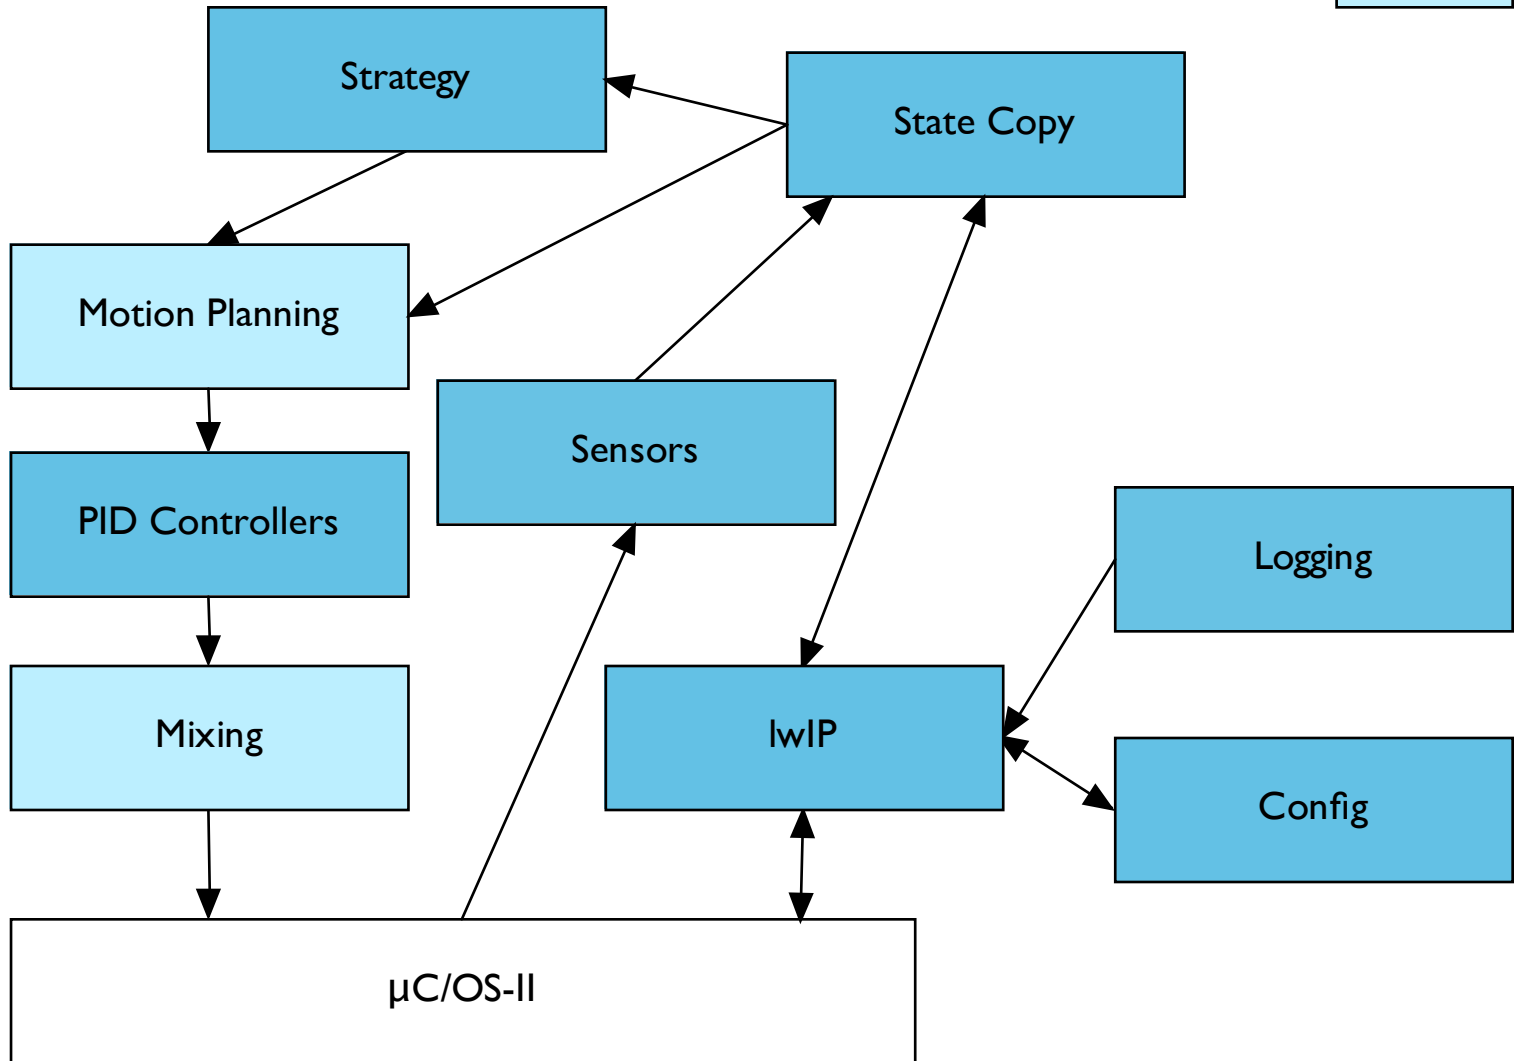 Strategy
State Copy
Motion Planning
Sensors
PID Controllers
Logging
Mixing
lwIP
Config
µC/OS-II